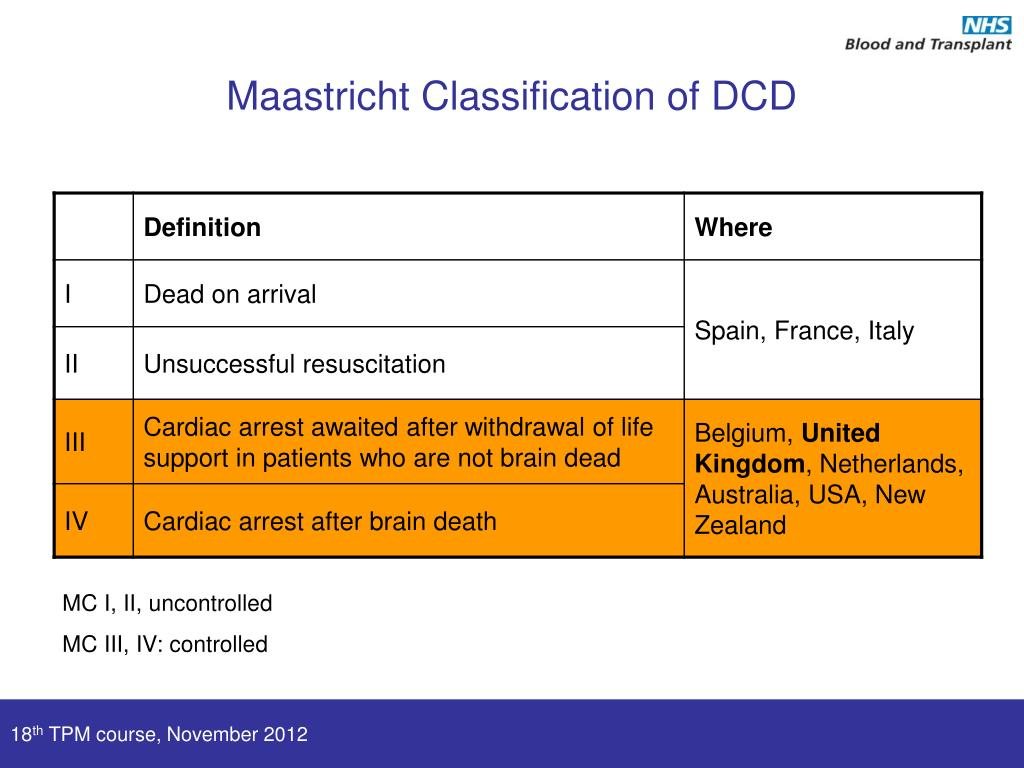 NHS
Blood and Transplant
Maastricht Classification of DCD
Definition
Where
I
Dead on arrival
Spain, France, Italy
II
Unsuccessful resuscitation
III
Cardiac arrest awaited after withdrawal of life
support in patients who are not brain dead
Belgium, United
Kingdom, Netherlands,
Australia, USA, New
Zealand
IV
Cardiac arrest after brain death
MC I, II, uncontrolled
MC III, IV: controlled
18th TPM course, November 2012